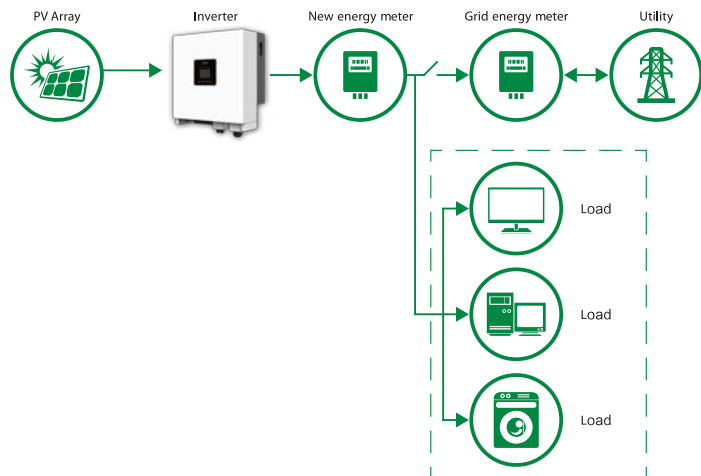 PV Array
Inverter
New energy meter
Grid energy meter
Utility
Load
Load
Load